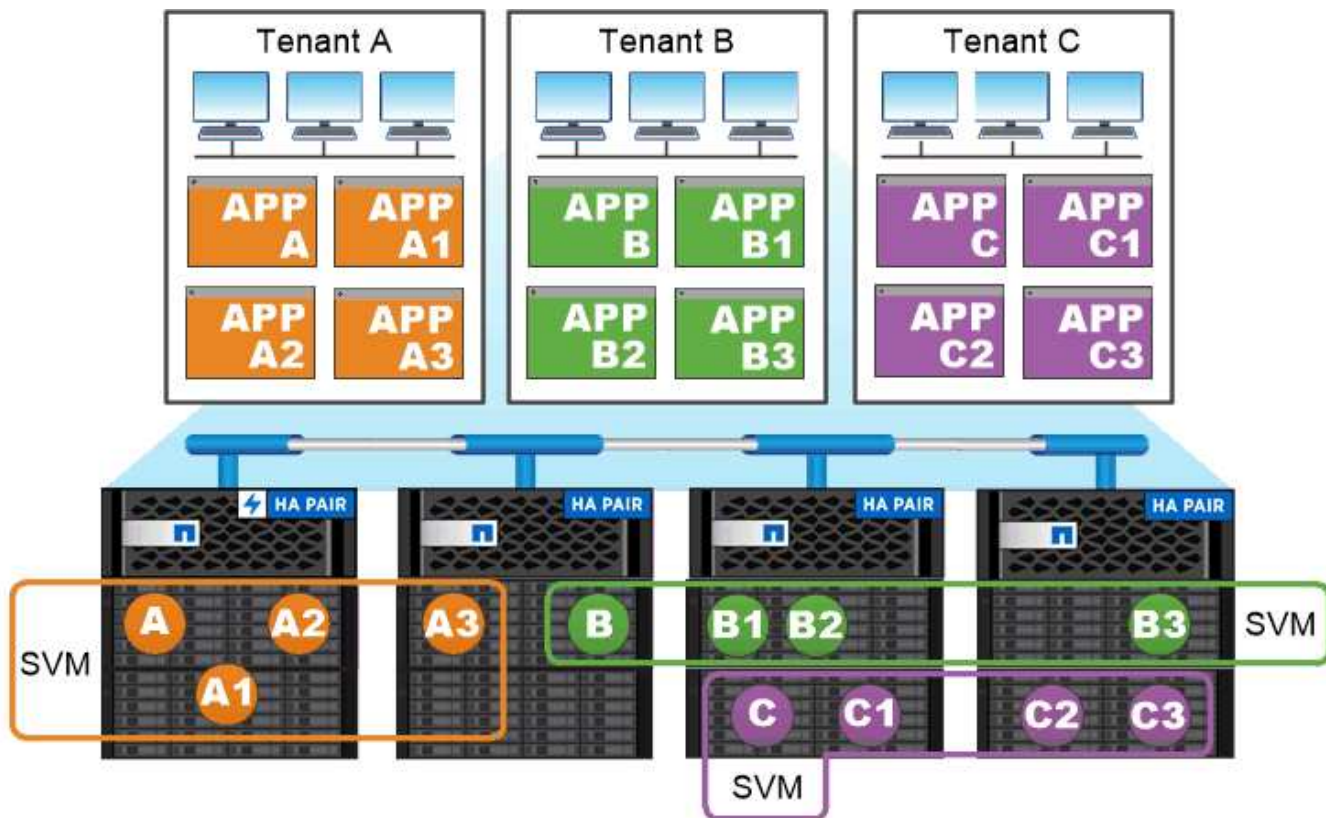 Tenant A
Tenant B
Tenant C
APP
A
APP
A1
APP
B
APP
B1
APP
C
APP
C1
APP
A2
APP
A3
APP
B2
APP
B3
APP
C2
APP
C3
HA PAIR
HA PAIR
HA PAIR
HA PAIR
SVM
A
A2
A1
A3
B
B1
B2
B3
SVM
C
C1
C2
C3
SVM